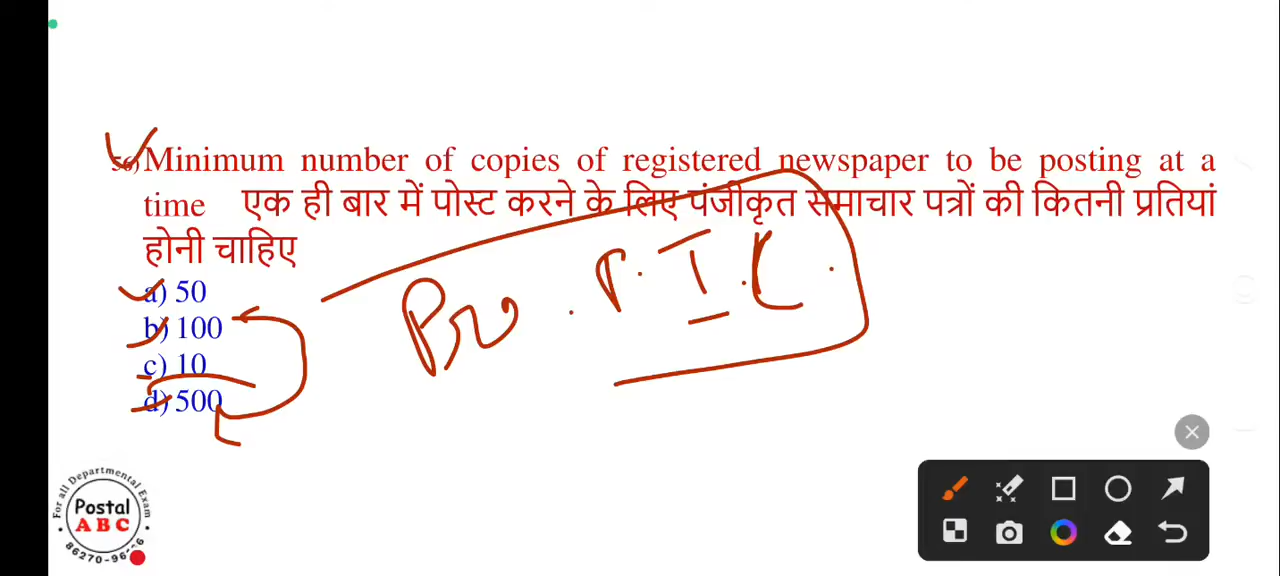 56) Minimum number of copies of registered newspaper to be posting at a
time एक ही बार में पोस्ट करने के लिए पंजीकृत समाचार पत्रों की कितनी प्रतियां
होनी चाहिए
a) 50
b) 100
c) 10
d) 500
For all Departmental Exam
Postal
ABC